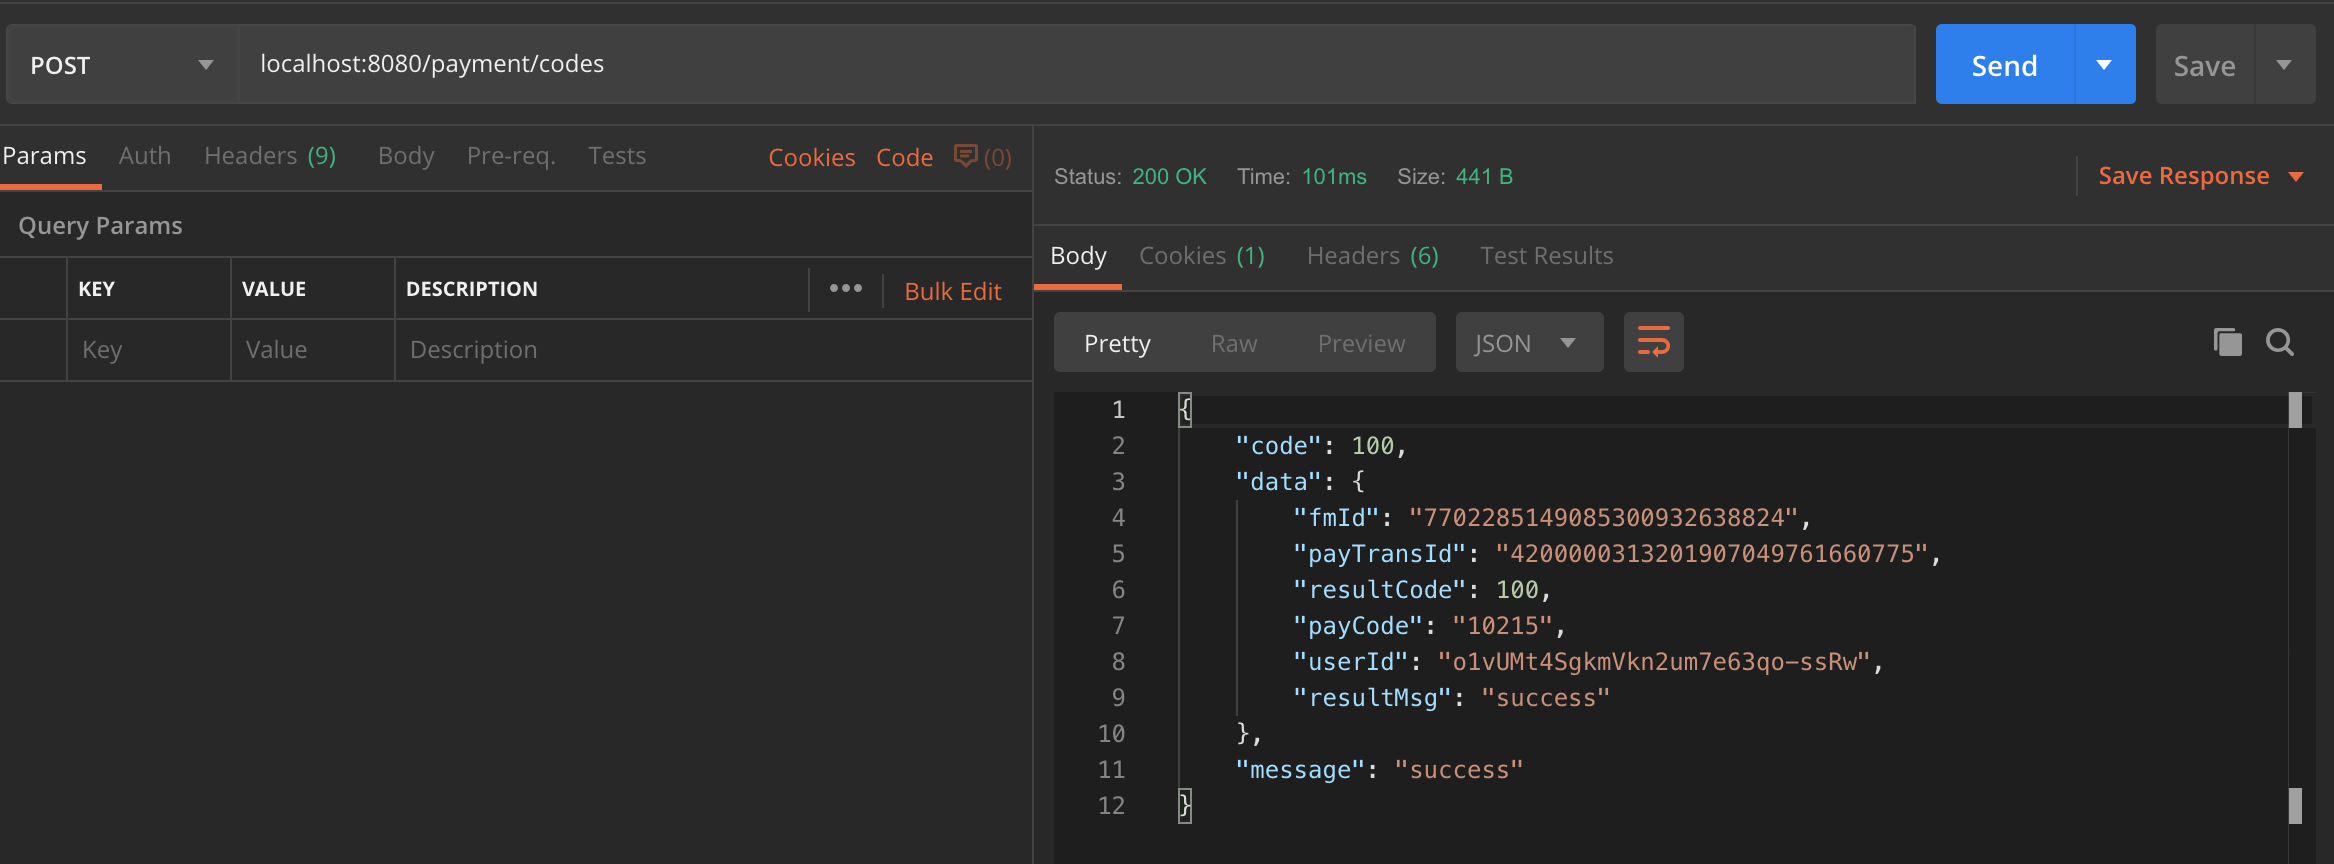 POST localhost:8080/payment/codes Send Save
Params Auth Headers (9) Body Pre-req. Tests Cookies Code (0)
Query Params
KEY VALUE DESCRIPTION ••• Bulk Edit
Key Value Description
Status: 200 OK Time: 101ms Size: 441 B Save Response
Body Cookies (1) Headers (6) Test Results
Pretty Raw Preview JSON
1 {
2 "code": 100,
3 "data": {
4 "fmId": "77022851490853009326​38824",
5 "payTransId": "4200000313201907049761660775",
6 "resultCode": 100,
7 "payCode": "10215",
8 "userId": "o1vUMt4SgkmVkn2um7e63qo-ssRw",
9 "resultMsg": "success"
10 },
11 "message": "success"
12 }